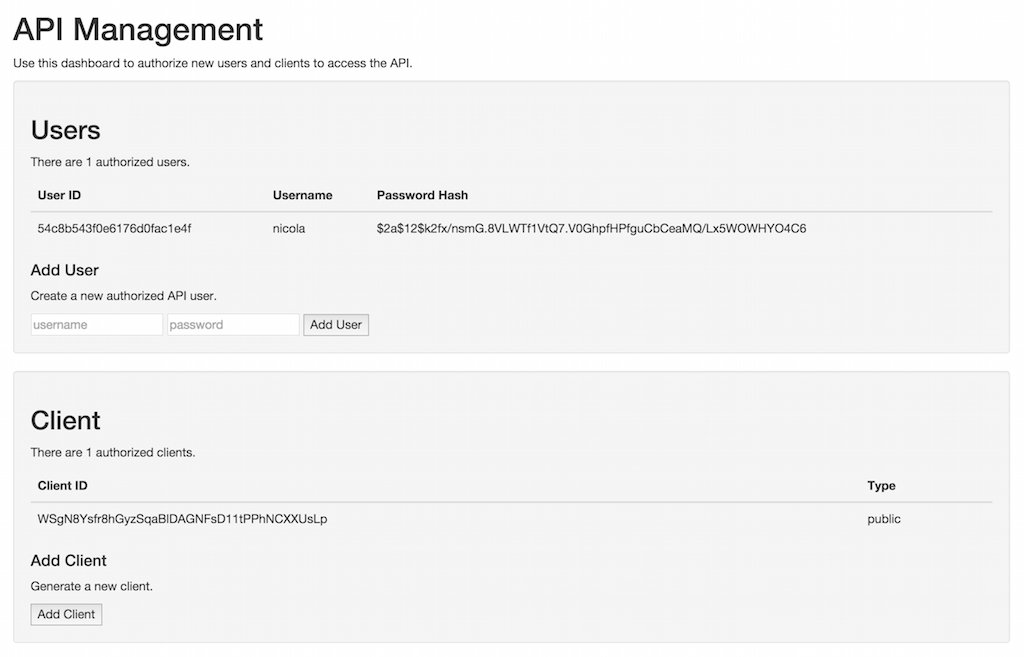 API Management
Use this dashboard to authorize new users and clients to access the API.
Users
There are 1 authorized users.
User ID Username Password Hash
54c8b543f0e6176d0fac1e4f nicola $2a$12$k2fx/nsmG.8VLWTf1VtQ7.V0GhpfHPfguCbCeaMQ/Lx5WOWHYO4C6
Add User
Create a new authorized API user.
username password Add User
Client
There are 1 authorized clients.
Client ID Type
WSgN8Ysfr8hGyzSqaBlDAGNFsD11tPPhNCXXUsLp public
Add Client
Generate a new client.
Add Client